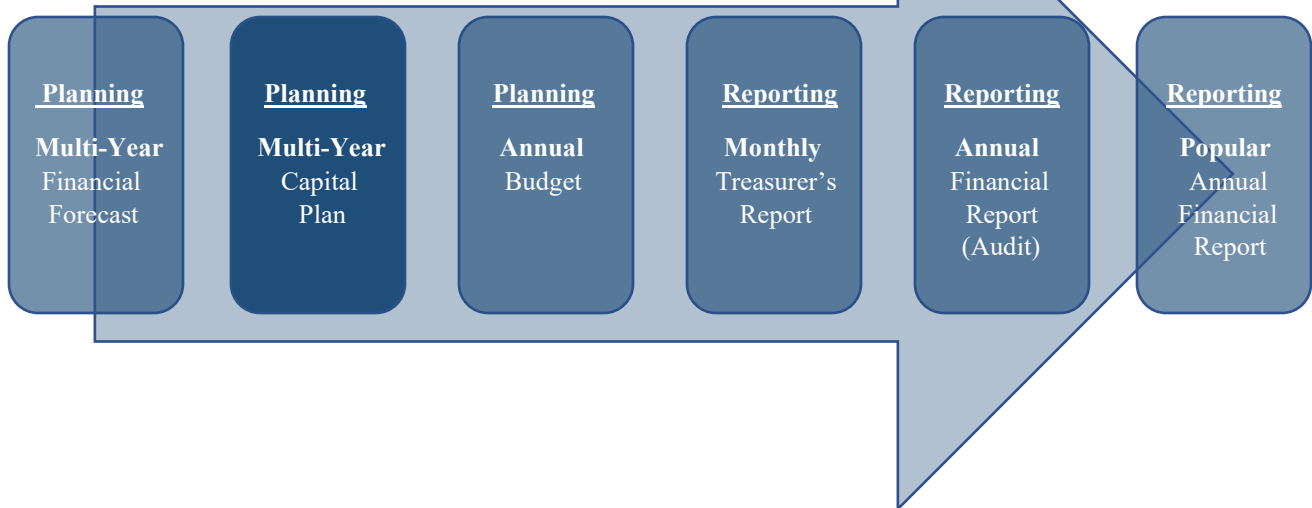 Planning
Multi-Year
Financial
Forecast
Planning
Multi-Year
Capital
Plan
Planning
Annual
Budget
Reporting
Monthly
Treasurer’s
Report
Reporting
Annual
Financial
Report
(Audit)
Reporting
Popular
Annual
Financial
Report